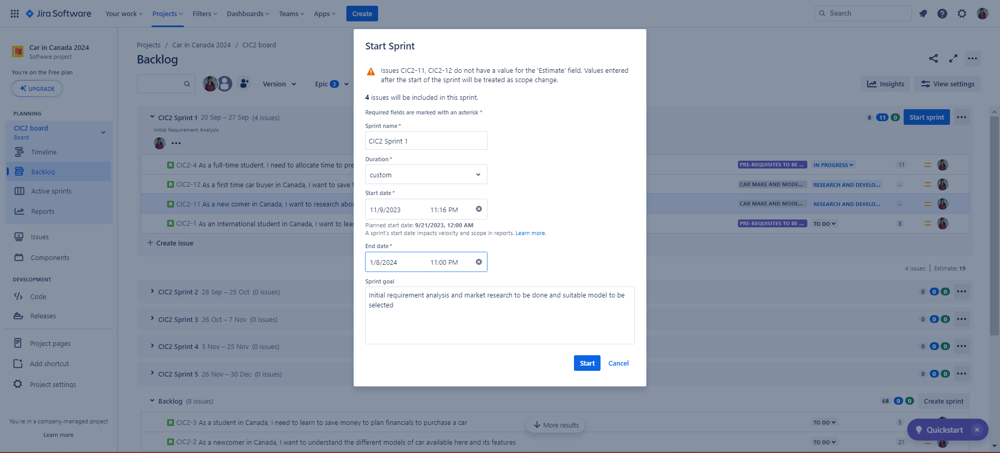 Jira Software
Your work
Projects
Filters
Dashboards
Teams
Apps
Create
Search
Car in Canada 2024
Software project
You're on the Free plan
UPGRADE
PLANNING
CIC2 board
Board
Timeline
Backlog
Active sprints
Reports
Issues
Components
DEVELOPMENT
Code
Releases
Project pages
Add shortcut
Project settings
You're in a company-managed project
Learn more
Projects / Car in Canada 2024 / CIC2 board
Backlog
Version
Epic 3
Insights
View settings
CIC2 Sprint 1 20 Sep – 27 Sep (4 issues)
8 11 0 Start sprint
Initial Requirement Analysis
CIC2-4 As a full-time student, I need to allocate time to pre
PRE-REQUISITES TO BE ... IN PROGRESS 11
CIC2-12 As a first time car buyer in Canada, I want to save f
CAR MAKE AND MODE... RESEARCH AND DEVELO... -
CIC2-11 As a new comer in Canada, I want to research abou
CAR MAKE AND MODE... RESEARCH AND DEVELO... -
CIC2-1 As an International student in Canada, I want to lear
PRE-REQUISITES TO BE ... TO DO 8
+ Create issue
4 issues | Estimate: 19
CIC2 Sprint 2 28 Sep – 25 Oct (0 issues) 0 0 0
CIC2 Sprint 3 26 Oct – 7 Nov (0 issues) 0 0 0
CIC2 Sprint 4 5 Nov – 25 Nov (0 issues) 0 0 0
CIC2 Sprint 5 26 Nov – 30 Dec (0 issues) 0 0 0
Backlog (8 issues) 68 0 0 Create sprint
CIC2-3 As a student in Canada, I need to learn to save money to plan financials to purchase a car TO DO 5
CIC2-2 As a newcomer in Canada, I want to understand the different models of car available here and its features TO DO 21
More results
Quickstart
Start Sprint
Issues CIC2-11, CIC2-12 do not have a value for the 'Estimate' field. Values entered
after the start of the sprint will be treated as scope change.
4 issues will be included in this sprint.
Required fields are marked with an asterisk *
Sprint name*
CIC2 Sprint 1
Duration*
custom
Start date*
11/9/2023 11:16 PM
Planned start date: 9/21/2023, 12:00 AM
A sprint's start date impacts velocity and scope in reports. Learn more.
End date*
1/8/2024 11:00 PM
Sprint goal
Initial requirement analysis and market research to be done and suitable model to be
selected
Start
Cancel